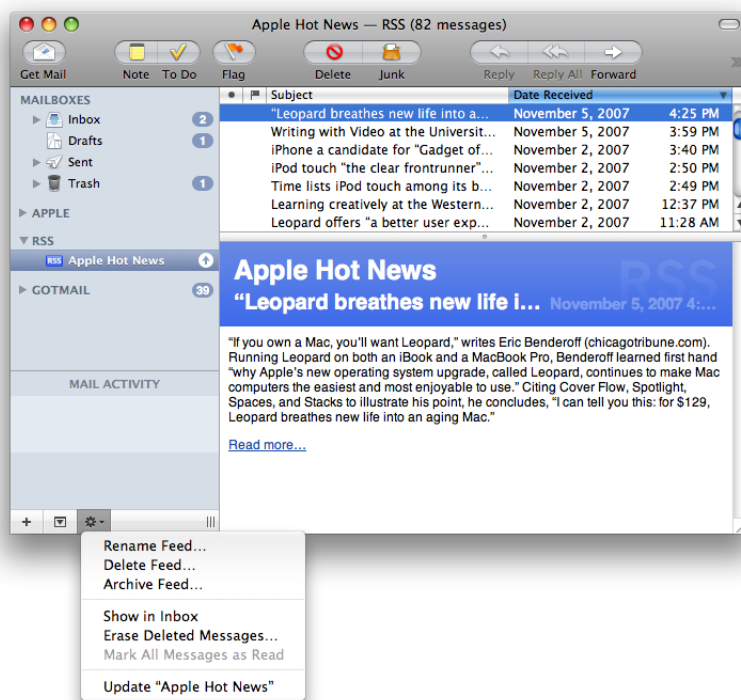 Apple Hot News — RSS (82 messages)
Get Mail Note To Do Flag Delete Junk Reply Reply All Forward
MAILBOXES
Inbox 2
Drafts 1
Sent
Trash 1
APPLE
RSS
RSS Apple Hot News
GOTMAIL 39
MAIL ACTIVITY
Subject Date Received
“Leopard breathes new life into a... November 5, 2007 4:25 PM
Writing with Video at the Universit... November 5, 2007 3:59 PM
iPhone a candidate for “Gadget of... November 2, 2007 3:40 PM
iPod touch “the clear frontrunner”... November 2, 2007 2:50 PM
Time lists iPod touch among its b... November 2, 2007 2:49 PM
Learning creatively at the Western... November 2, 2007 12:37 PM
Leopard offers “a better user exp... November 2, 2007 11:28 AM
Apple Hot News RSS
“Leopard breathes new life i... November 5, 2007 4:...
“If you own a Mac, you’ll want Leopard,” writes Eric Benderoff (chicagotribune.com).
Running Leopard on both an iBook and a MacBook Pro, Benderoff learned first hand
“why Apple’s new operating system upgrade, called Leopard, continues to make Mac
computers the easiest and most enjoyable to use.” Citing Cover Flow, Spotlight,
Spaces, and Stacks to illustrate his point, he concludes, “I can tell you this: for $129,
Leopard breathes new life into an aging Mac.”
Read more...
Rename Feed...
Delete Feed...
Archive Feed...
Show in Inbox
Erase Deleted Messages...
Mark All Messages as Read
Update “Apple Hot News”